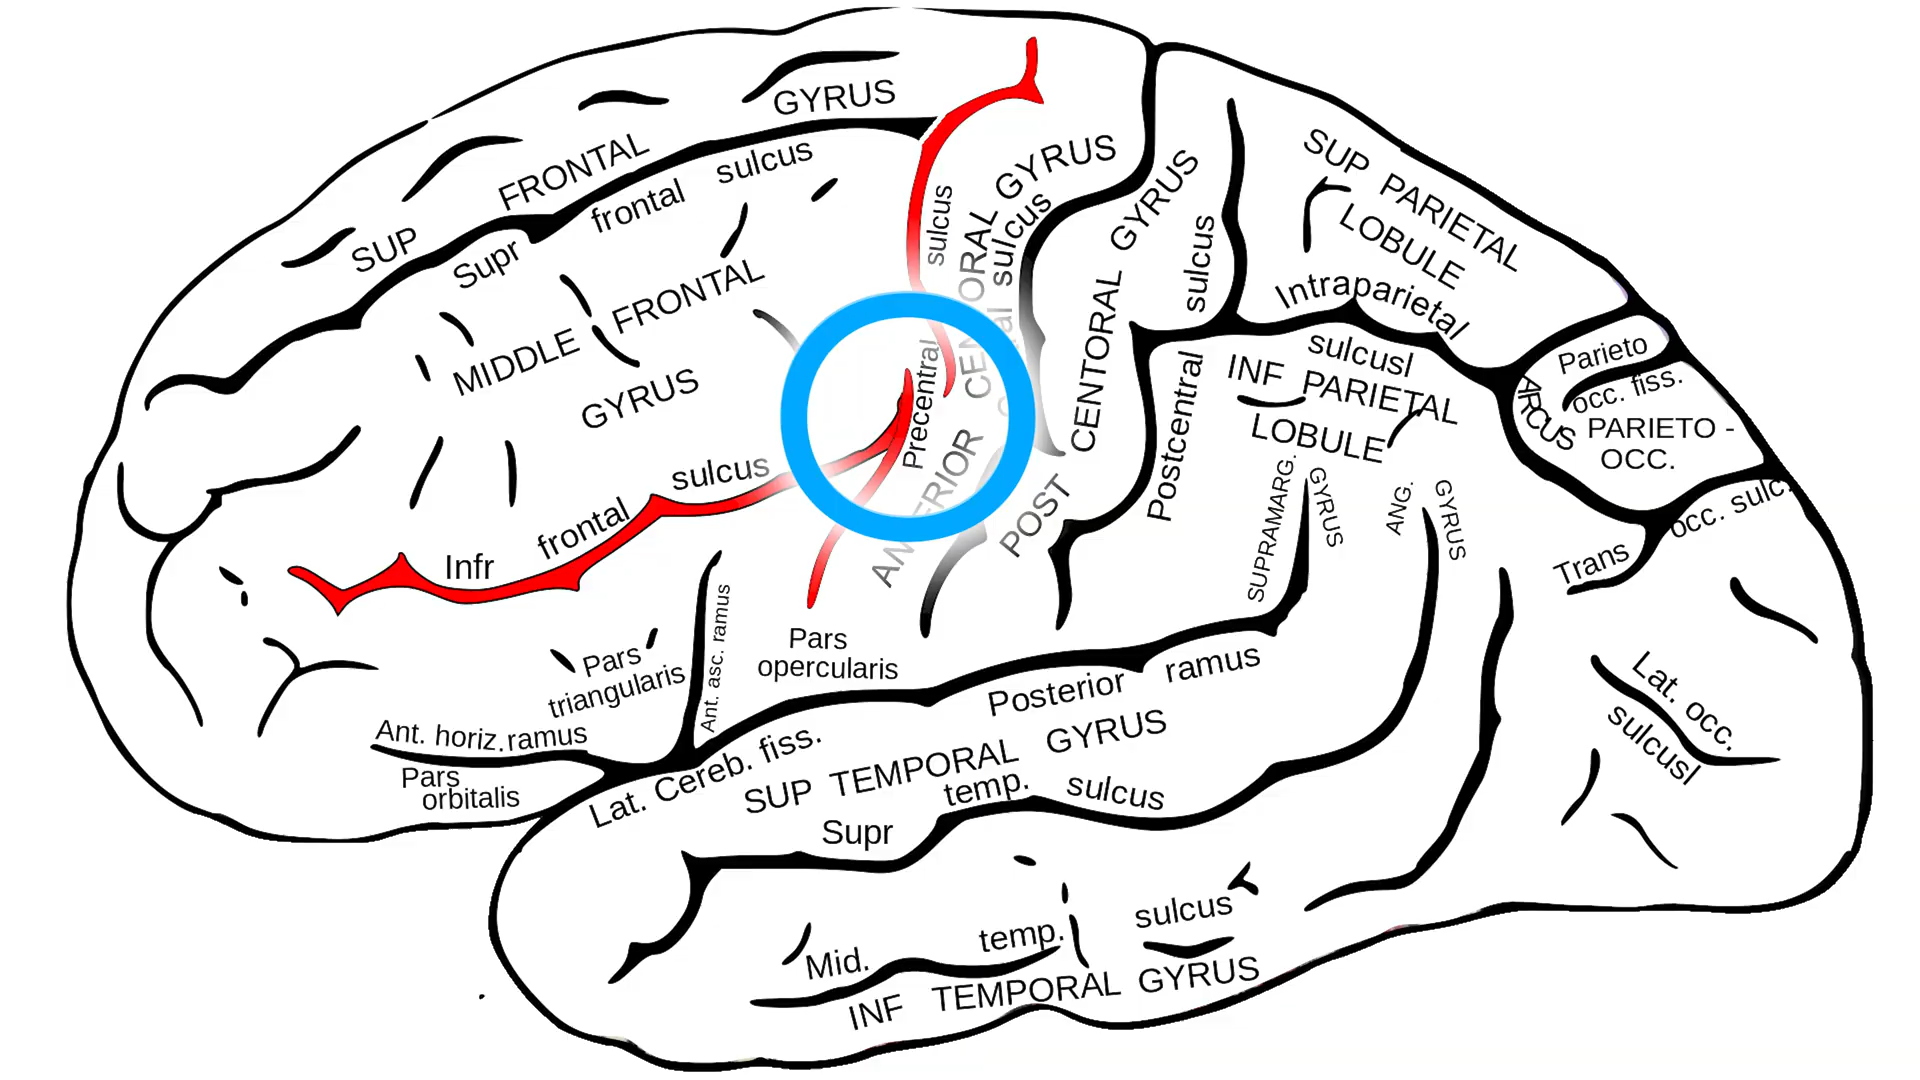 GYRUS
FRONTAL
SUP
sulcus
frontal
Supr
MIDDLE FRONTAL
GYRUS
sulcus
Precentral
ANTERIOR CENTORAL GYRUS
sulcus
POST CENTORAL GYRUS
sulcus
Postcentral
SUP PARIETAL
LOBULE
Intraparietal
sulcusl
INF PARIETAL
LOBULE
Parieto
occ. fiss.
ARCUS
PARIETO -
OCC.
Trans occ. sulc.
SUPRAMARG.
GYRUS
ANG.
GYRUS
Infr frontal sulcus
Pars
triangularis
Ant. asc. ramus
Pars
opercularis
Ant. horiz. ramus
Pars
orbitalis
Lat. Cereb. fiss.
Posterior ramus
SUP TEMPORAL GYRUS
Supr temp. sulcus
Lat. occ.
sulcusl
Mid. temp. sulcus
INF TEMPORAL GYRUS